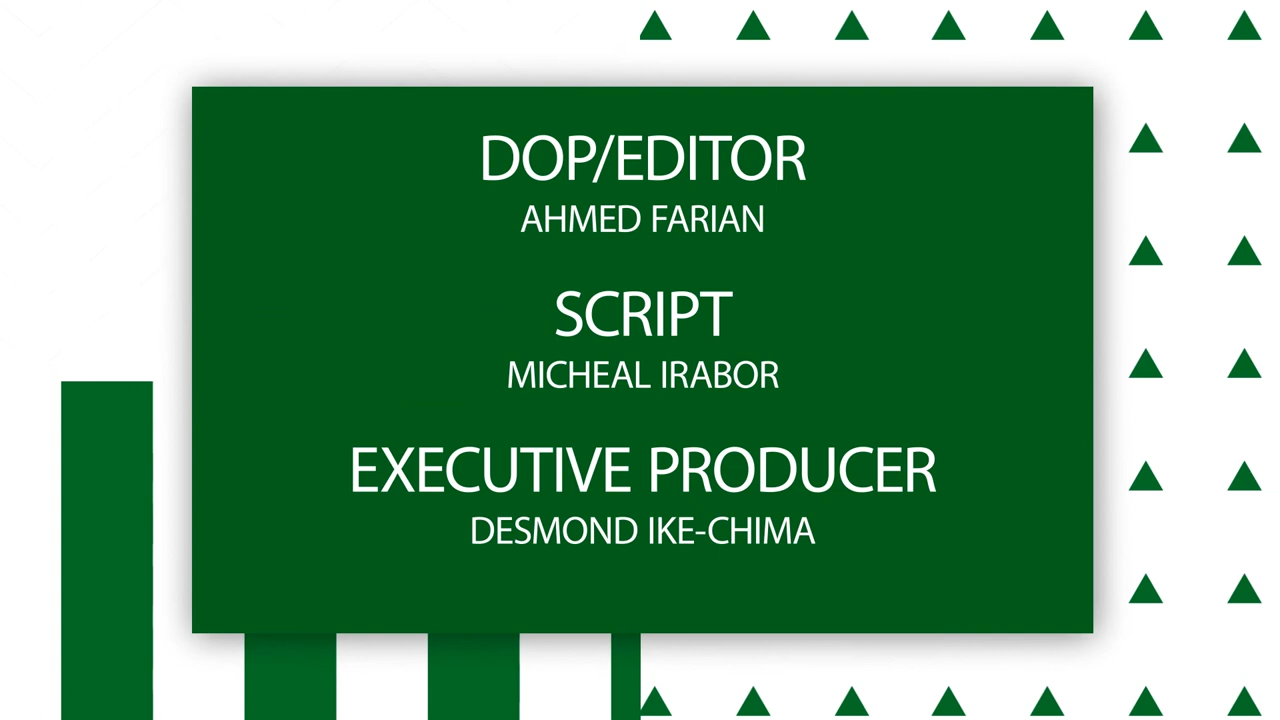 DOP/EDITOR
AHMED FARIAN
SCRIPT
MICHEAL IRABOR
EXECUTIVE PRODUCER
DESMOND IKE-CHIMA